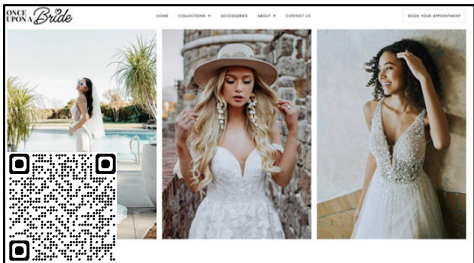 ONCE
UPON A Bride
HOME COLLECTIONS ACCESSORIES ABOUT CONTACT US
BOOK YOUR APPOINTMENT